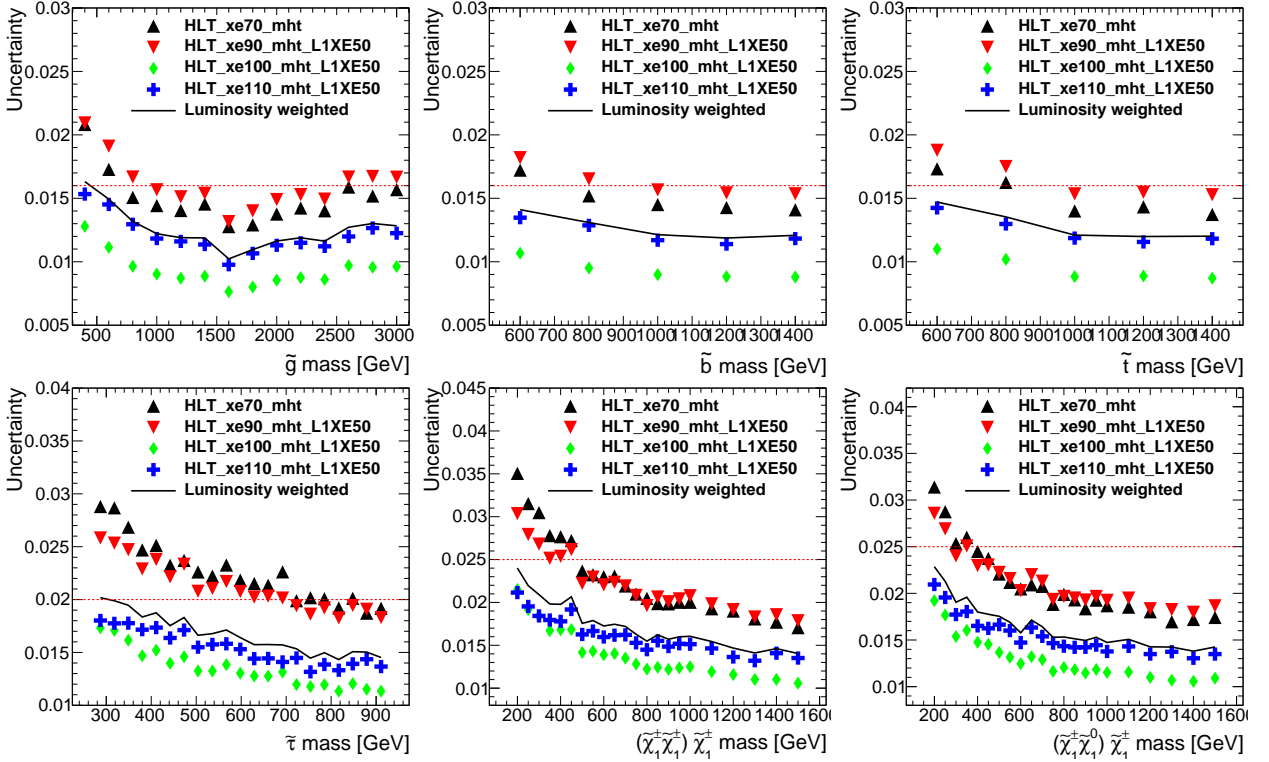 Uncertainty
0.03
0.025
0.02
0.015
0.01
0.005
HLT_xe70_mht
HLT_xe90_mht_L1XE50
HLT_xe100_mht_L1XE50
HLT_xe110_mht_L1XE50
Luminosity weighted
500 1000 1500 2000 2500 3000
g̃ mass [GeV]
Uncertainty
0.03
0.025
0.02
0.015
0.01
0.005
HLT_xe70_mht
HLT_xe90_mht_L1XE50
HLT_xe100_mht_L1XE50
HLT_xe110_mht_L1XE50
Luminosity weighted
600 700 800 900 1000 1100 1200 1300 1400
b̃ mass [GeV]
Uncertainty
0.03
0.025
0.02
0.015
0.01
0.005
HLT_xe70_mht
HLT_xe90_mht_L1XE50
HLT_xe100_mht_L1XE50
HLT_xe110_mht_L1XE50
Luminosity weighted
600 700 800 900 1000 1100 1200 1300 1400
t̃ mass [GeV]
Uncertainty
0.04
0.035
0.03
0.025
0.02
0.015
0.01
HLT_xe70_mht
HLT_xe90_mht_L1XE50
HLT_xe100_mht_L1XE50
HLT_xe110_mht_L1XE50
Luminosity weighted
300 400 500 600 700 800 900
τ̃ mass [GeV]
Uncertainty
0.045
0.04
0.035
0.03
0.025
0.02
0.015
0.01
HLT_xe70_mht
HLT_xe90_mht_L1XE50
HLT_xe100_mht_L1XE50
HLT_xe110_mht_L1XE50
Luminosity weighted
200 400 600 800 1000 1200 1400 1600
(χ̃₁±χ̃₁±) χ̃₁± mass [GeV]
Uncertainty
0.04
0.035
0.03
0.025
0.02
0.015
0.01
HLT_xe70_mht
HLT_xe90_mht_L1XE50
HLT_xe100_mht_L1XE50
HLT_xe110_mht_L1XE50
Luminosity weighted
200 400 600 800 1000 1200 1400 1600
(χ̃₁±χ̃₁⁰) χ̃₁± mass [GeV]